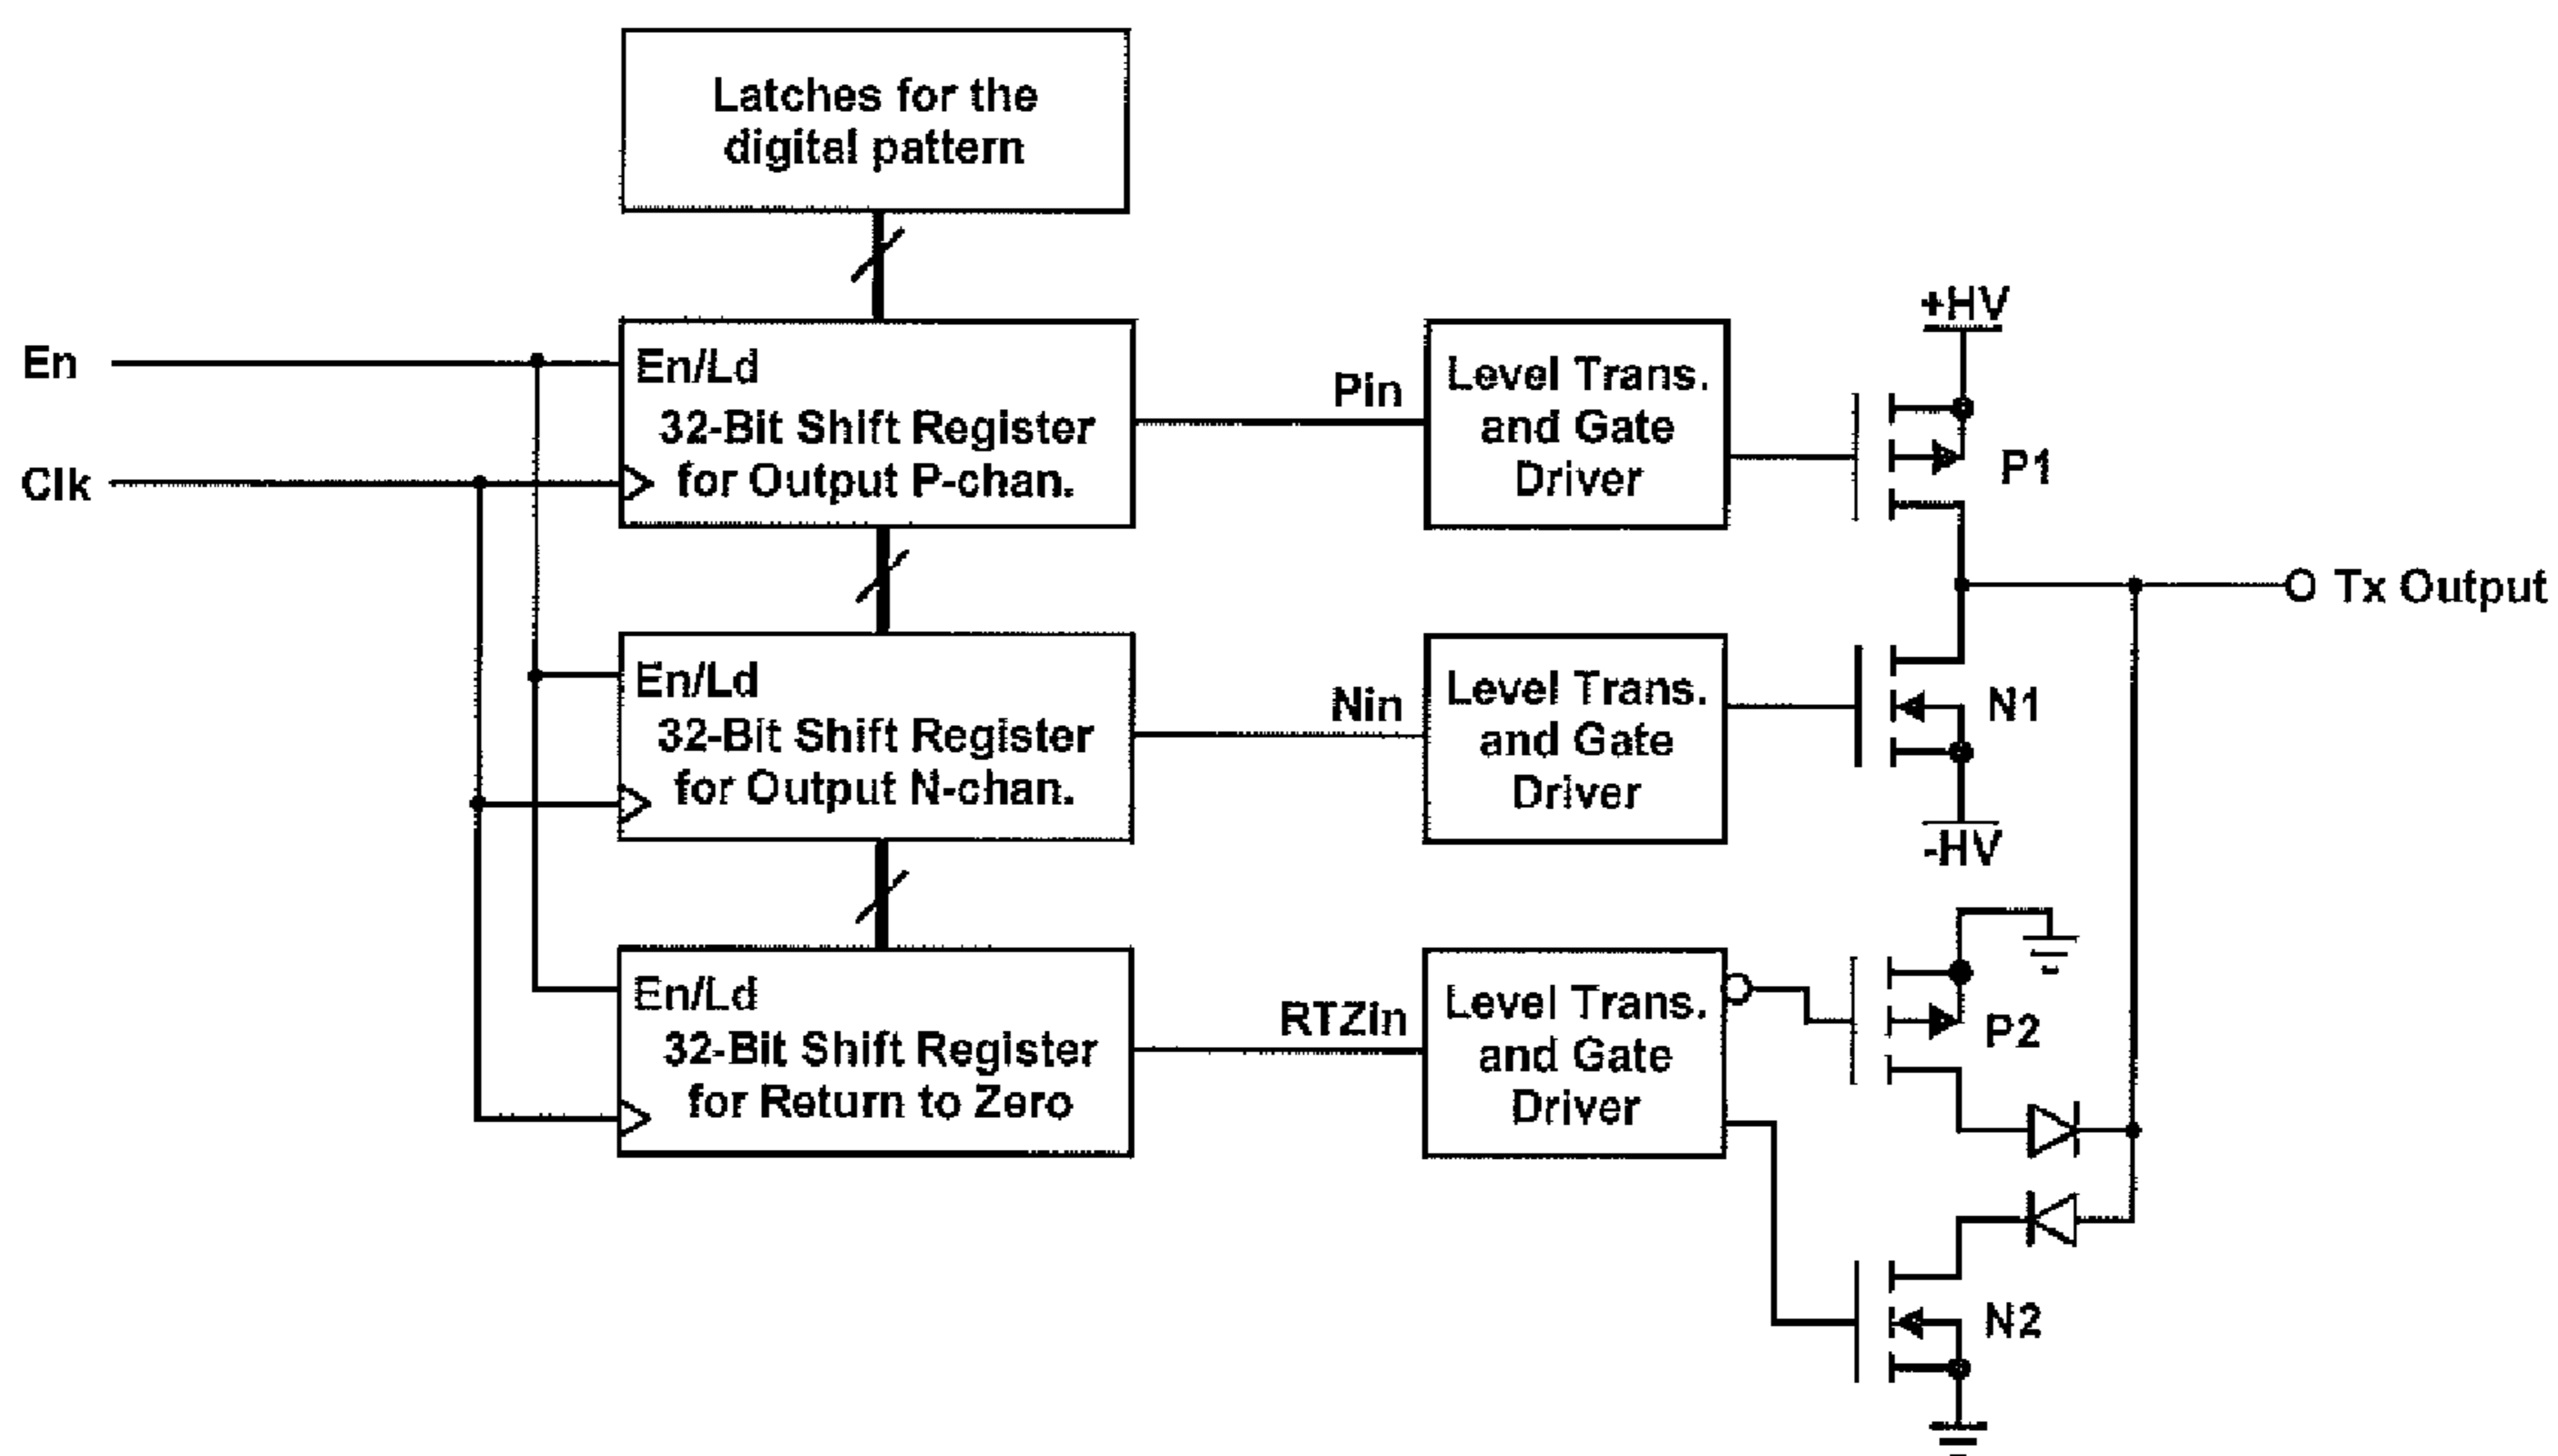 Latches for the
digital pattern
En
Clk
En/Ld
32-Bit Shift Register
for Output P-chan.
Pin
Level Trans.
and Gate
Driver
+HV
P1
Tx Output
En/Ld
32-Bit Shift Register
for Output N-chan.
Nin
Level Trans.
and Gate
Driver
N1
-HV
En/Ld
32-Bit Shift Register
for Return to Zero
RTZin
Level Trans.
and Gate
Driver
P2
N2